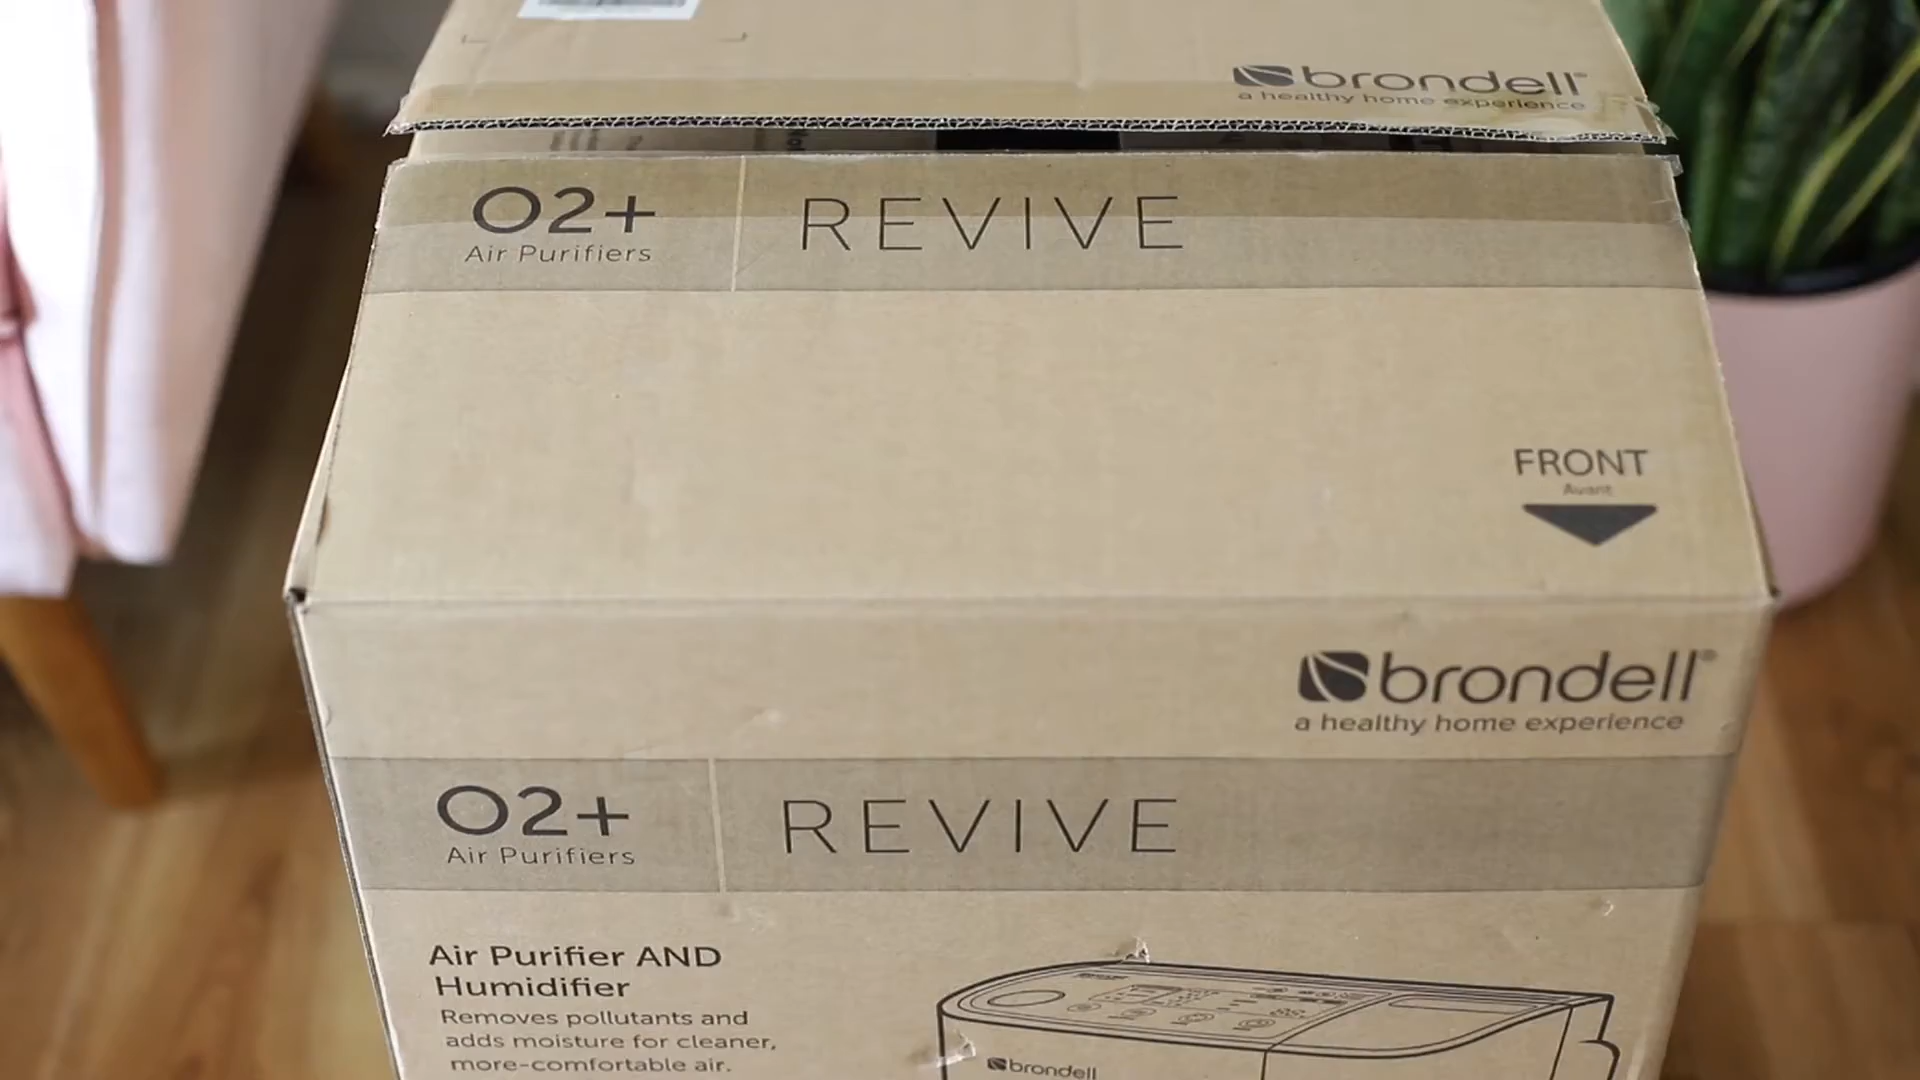 brondell®
a healthy home experience
O2+
Air Purifiers
REVIVE
FRONT
Avant
brondell®
a healthy home experience
O2+
Air Purifiers
REVIVE
Air Purifier AND
Humidifier
Removes pollutants and
adds moisture for cleaner,
more-comfortable air.
brondell